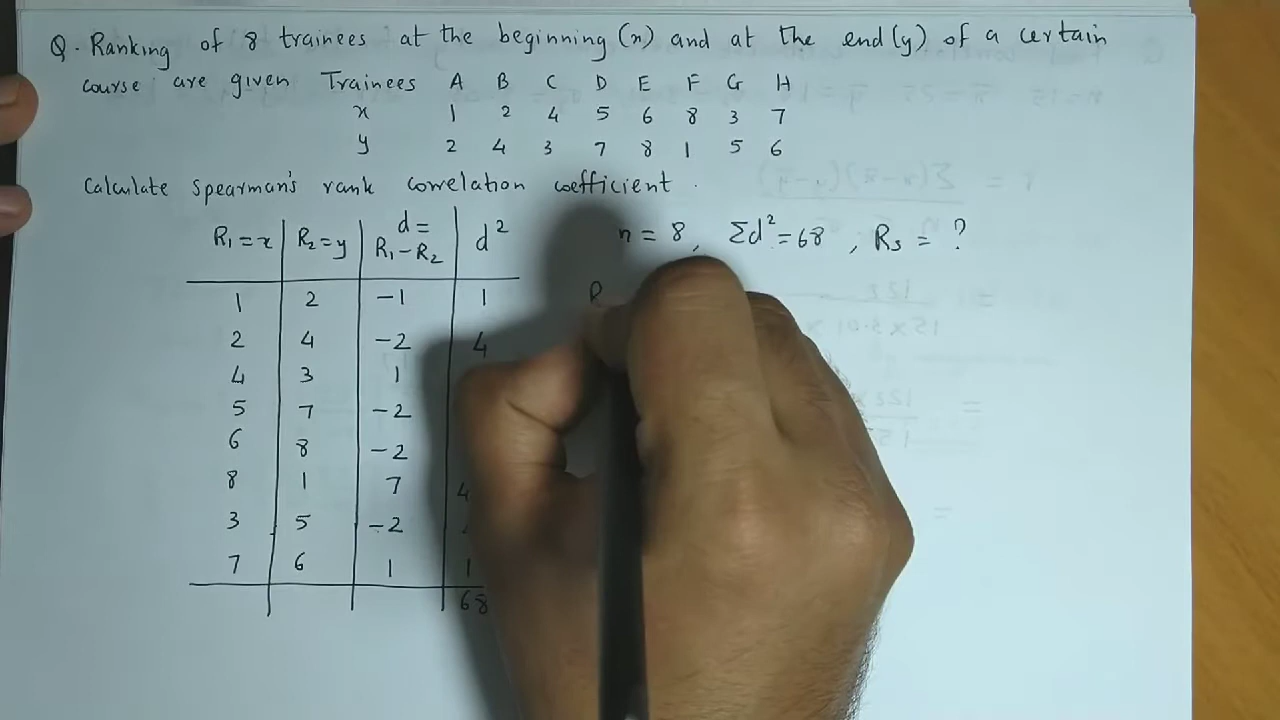 Q. Ranking of 8 trainees at the beginning (x) and at the end (y) of a certain
course are given Trainees A B C D E F G H
x 1 2 4 5 6 8 3 7
y 2 4 3 7 8 1 5 6
Calculate spearman's rank correlation coefficient.
R₁ = x R₂ = y d = R₁ - R₂ d²
n = 8, Σd² = 68, Rs = ?
1 2 -1 1
R
2 4 -2 4
4 3 1
5 7 -2
6 8 -2
8 1 7 4
3 5 -2
7 6 1 1
68